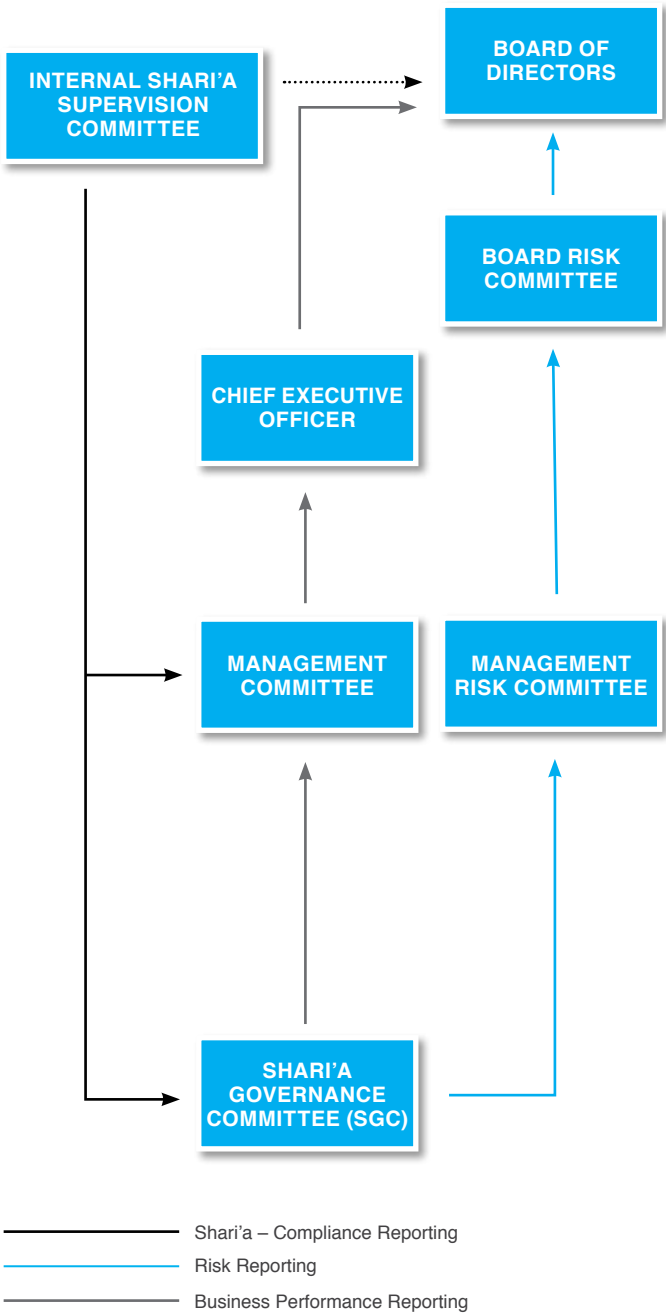 INTERNAL SHARI'A
SUPERVISION
COMMITTEE
BOARD OF
DIRECTORS
BOARD RISK
COMMITTEE
CHIEF EXECUTIVE
OFFICER
MANAGEMENT
COMMITTEE
MANAGEMENT
RISK COMMITTEE
SHARI'A
GOVERNANCE
COMMITTEE (SGC)
Shari'a – Compliance Reporting
Risk Reporting
Business Performance Reporting